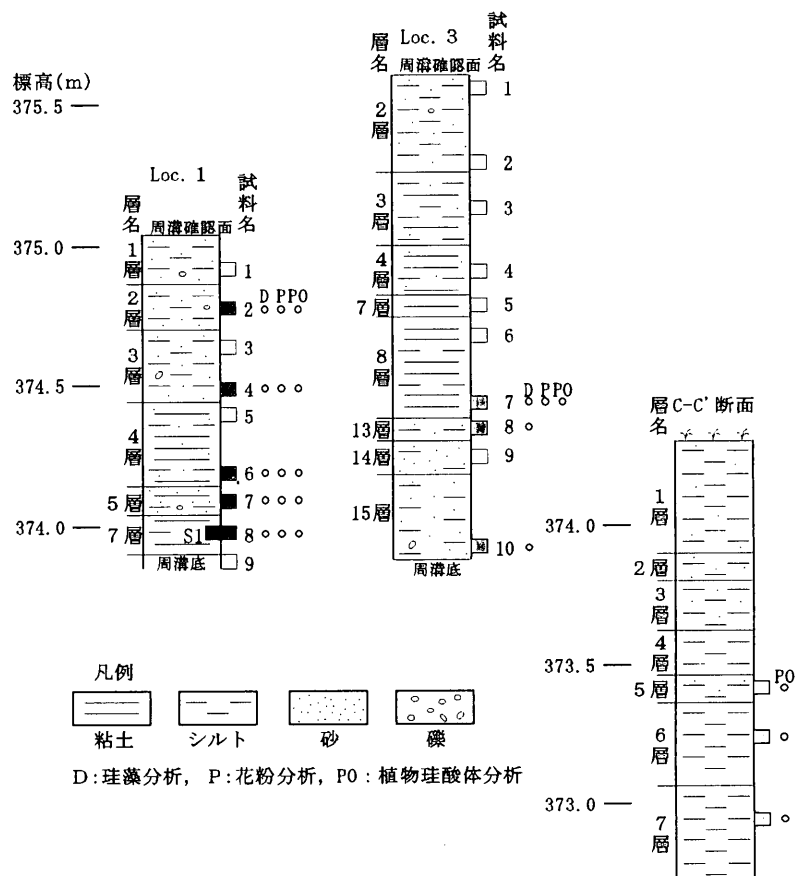 標高(m)
375.5
375.0
374.5
374.0
Loc. 1
層名
試料名
周溝確認面
1層
2層
3層
4層
5層
7層
1
D P PO
2
3
4
5
6
7
S1
8
9
周溝底
Loc. 3
層名
試料名
周溝確認面
2層
3層
4層
7層
8層
13層
14層
15層
1
2
3
4
5
6
D P PO
7
8
9
10
周溝底
層名
C-C'断面
374.0
373.5
373.0
1層
2層
3層
4層
5層
6層
7層
PO
凡例
粘土
シルト
砂
礫
D:珪藻分析, P:花粉分析, PO:植物珪酸体分析